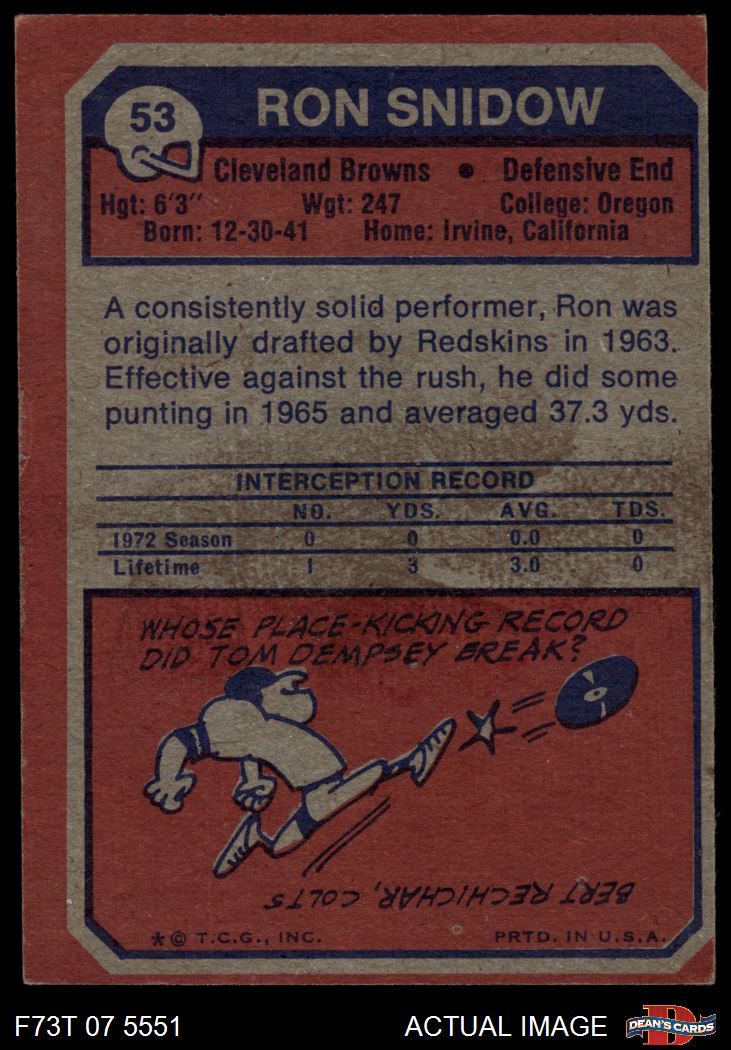 53
RON SNIDOW
Cleveland Browns • Defensive End
Hgt: 6'3" Wgt: 247 College: Oregon
Born: 12-30-41 Home: Irvine, California
A consistently solid performer, Ron was
originally drafted by Redskins in 1963.
Effective against the rush, he did some
punting in 1965 and averaged 37.3 yds.
INTERCEPTION RECORD
NO. YDS. AVG. TDS.
1972 Season 0 0 0.0 0
Lifetime 1 3 3.0 0
WHOSE PLACE-KICKING RECORD
DID TOM DEMPSEY BREAK?
BERT RECHICHAR, COLTS
*© T.C.G., INC. PRTD. IN U.S.A.
F73T 07 5551 ACTUAL IMAGE D DEAN'S CARDS